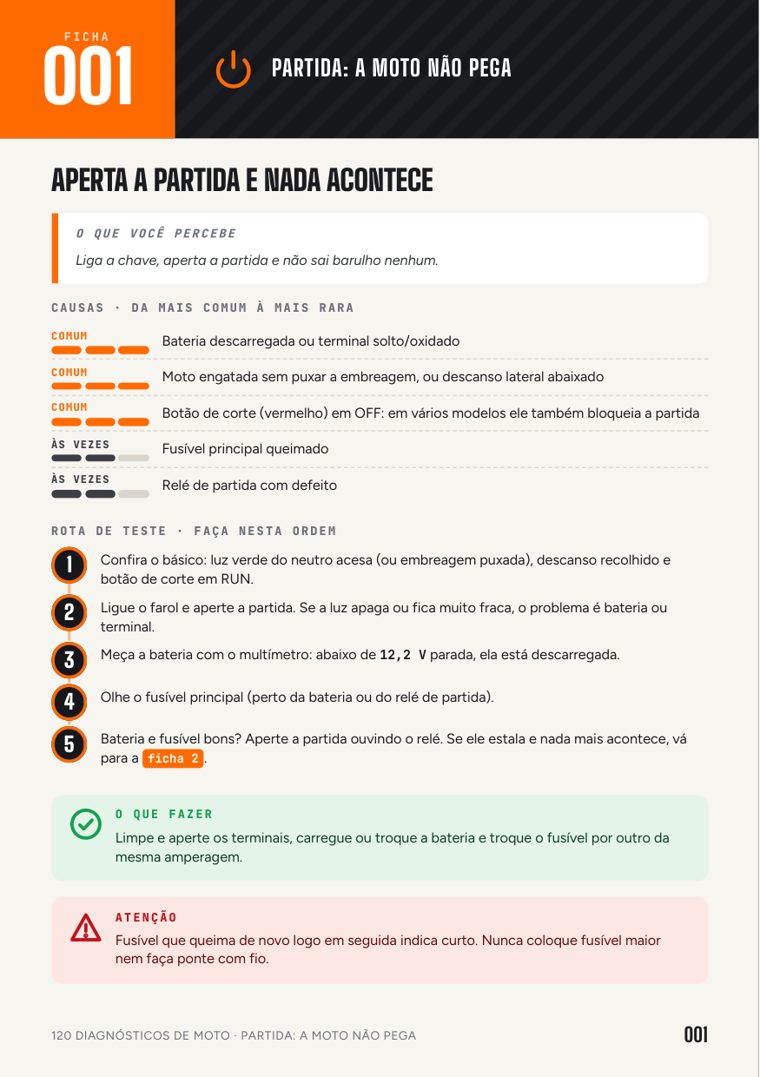 FICHA
001
PARTIDA: A MOTO NÃO PEGA
APERTA A PARTIDA E NADA ACONTECE
O QUE VOCÊ PERCEBE
Liga a chave, aperta a partida e não sai barulho nenhum.
CAUSAS · DA MAIS COMUM À MAIS RARA
COMUM
Bateria descarregada ou terminal solto/oxidado
COMUM
Moto engatada sem puxar a embreagem, ou descanso lateral abaixado
COMUM
Botão de corte (vermelho) em OFF: em vários modelos ele também bloqueia a partida
ÀS VEZES
Fusível principal queimado
ÀS VEZES
Relé de partida com defeito
ROTA DE TESTE · FAÇA NESTA ORDEM
1
Confira o básico: luz verde do neutro acesa (ou embreagem puxada), descanso recolhido e
botão de corte em RUN.
2
Ligue o farol e aperte a partida. Se a luz apaga ou fica muito fraca, o problema é bateria ou
terminal.
3
Meça a bateria com o multímetro: abaixo de 12,2 V parada, ela está descarregada.
4
Olhe o fusível principal (perto da bateria ou do relé de partida).
5
Bateria e fusível bons? Aperte a partida ouvindo o relé. Se ele estala e nada mais acontece, vá
para a ficha 2.
O QUE FAZER
Limpe e aperte os terminais, carregue ou troque a bateria e troque o fusível por outro da
mesma amperagem.
ATENÇÃO
Fusível que queima de novo logo em seguida indica curto. Nunca coloque fusível maior
nem faça ponte com fio.
120 DIAGNÓSTICOS DE MOTO · PARTIDA: A MOTO NÃO PEGA
001